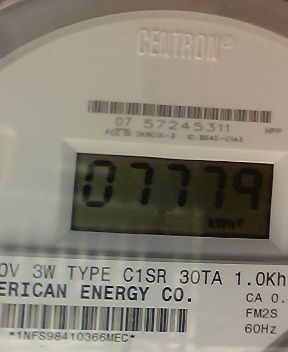 CENTRON®
07 57245311
HPP
07779
kWh
0V 3W TYPE C1SR 30TA 1.0Kh
ERICAN ENERGY CO.
CA 0.
FM2S
60Hz
*1NFS98410366MEC*